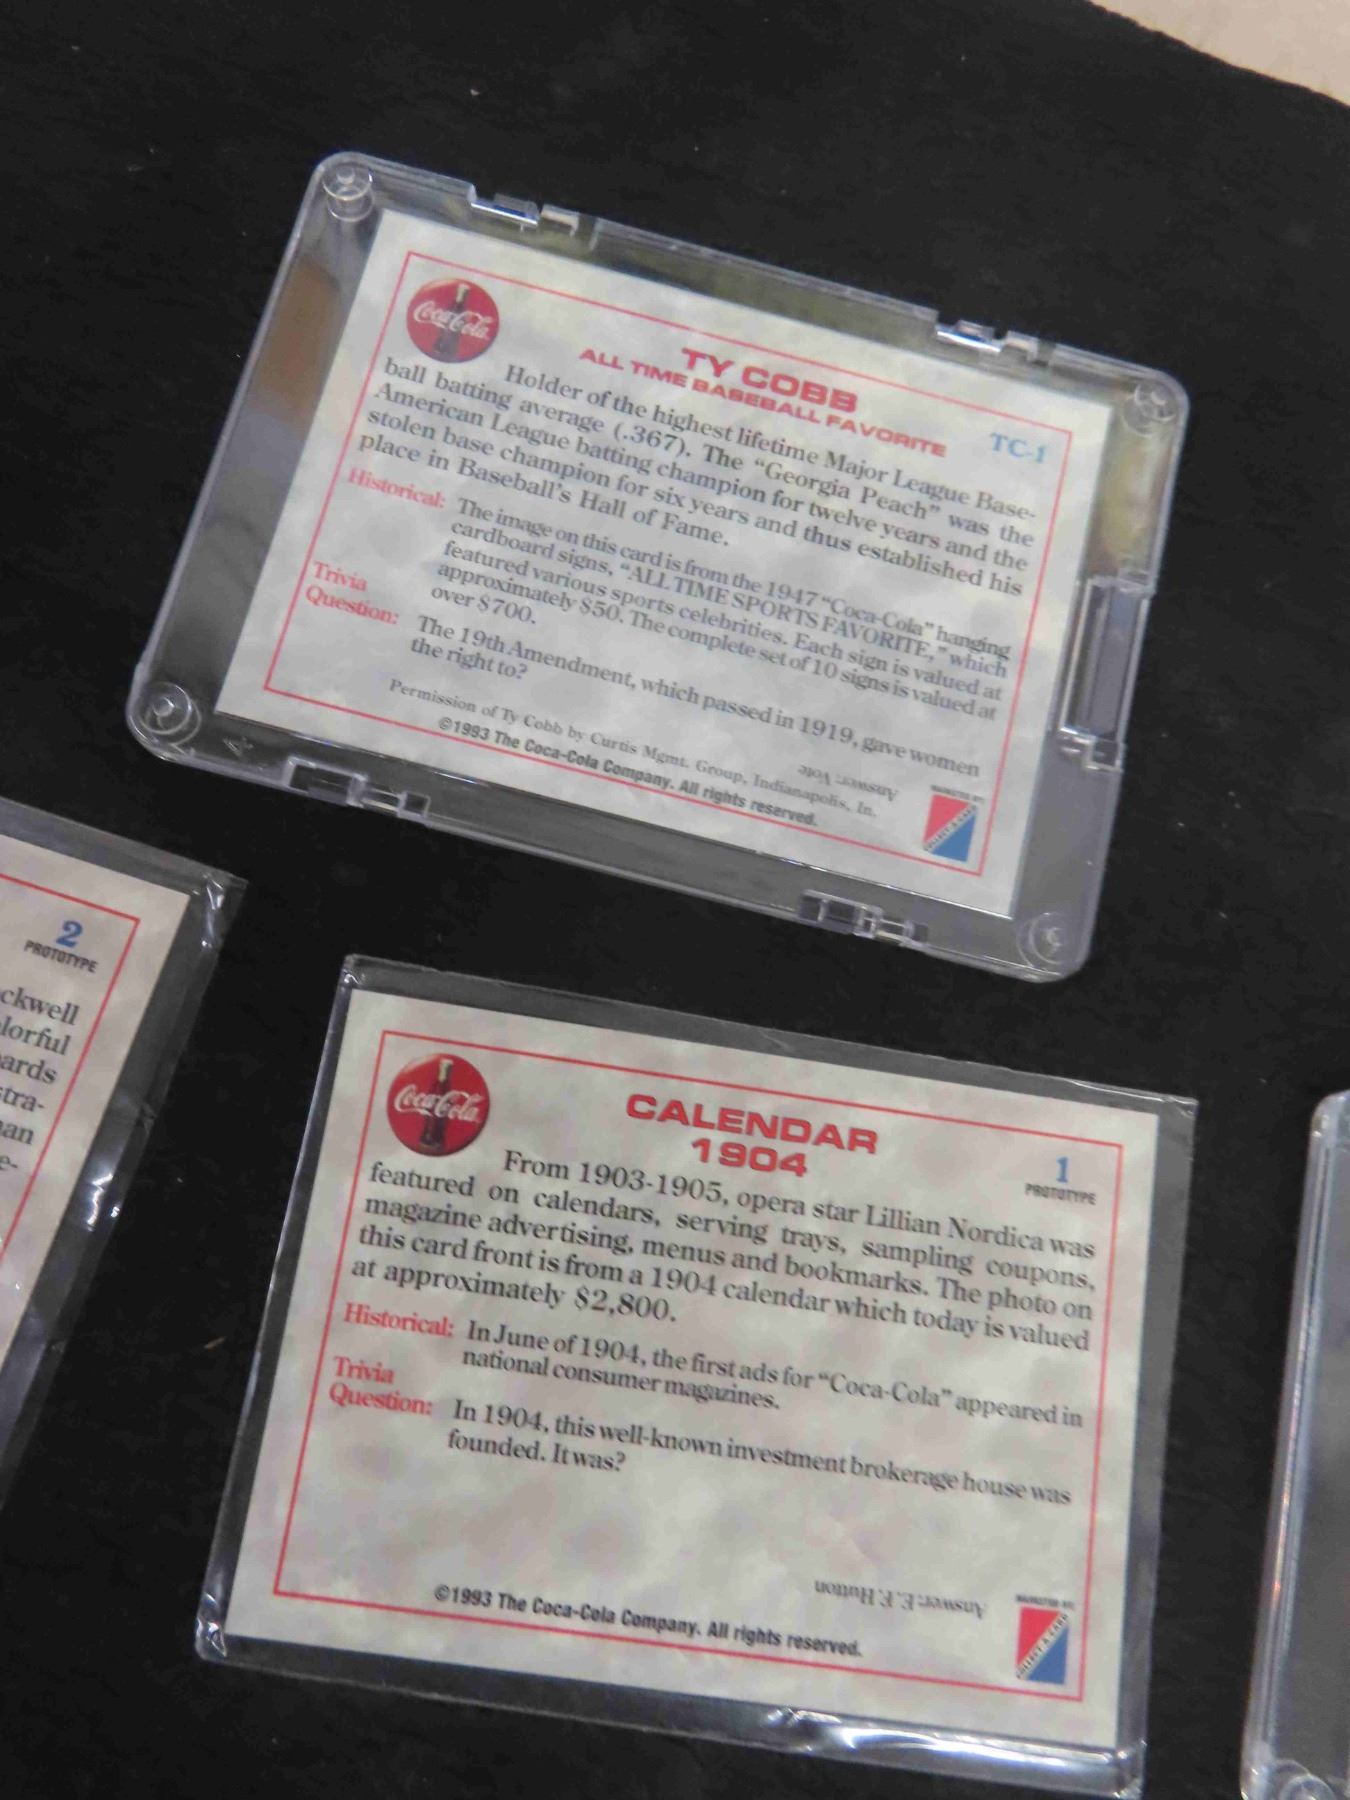 Coca-Cola
TY COBB
ALL TIME BASEBALL FAVORITE
TC-1
Holder of the highest lifetime Major League Base-
ball batting average (.367). The “Georgia Peach” was the
American League batting champion for twelve years and the
stolen base champion for six years and thus established his
place in Baseball's Hall of Fame.
Historical: The image on this card is from the 1947 “Coca-Cola” hanging
cardboard signs, “ALL TIME SPORTS FAVORITE,” which
featured various sports celebrities. Each sign is valued at
approximately $50. The complete set of 10 signs is valued at
over $700.
Trivia
Question: The 19th Amendment, which passed in 1919, gave women
the right to?
Answer: Vote
Permission of Ty Cobb by Curtis Mgmt. Group, Indianapolis, In.
©1993 The Coca-Cola Company. All rights reserved.
MARKETED BY:
COLLECT-A-CARD
2
PROTOTYPE
ckwell
lorful
ards
stra-
an
e-
Coca-Cola
CALENDAR
1904
1
PROTOTYPE
From 1903-1905, opera star Lillian Nordica was
featured on calendars, serving trays, sampling coupons,
magazine advertising, menus and bookmarks. The photo on
this card front is from a 1904 calendar which today is valued
at approximately $2,800.
Historical: In June of 1904, the first ads for “Coca-Cola” appeared in
national consumer magazines.
Trivia
Question: In 1904, this well-known investment brokerage house was
founded. It was?
Answer: E. F. Hutton
©1993 The Coca-Cola Company. All rights reserved.
MARKETED BY:
COLLECT-A-CARD